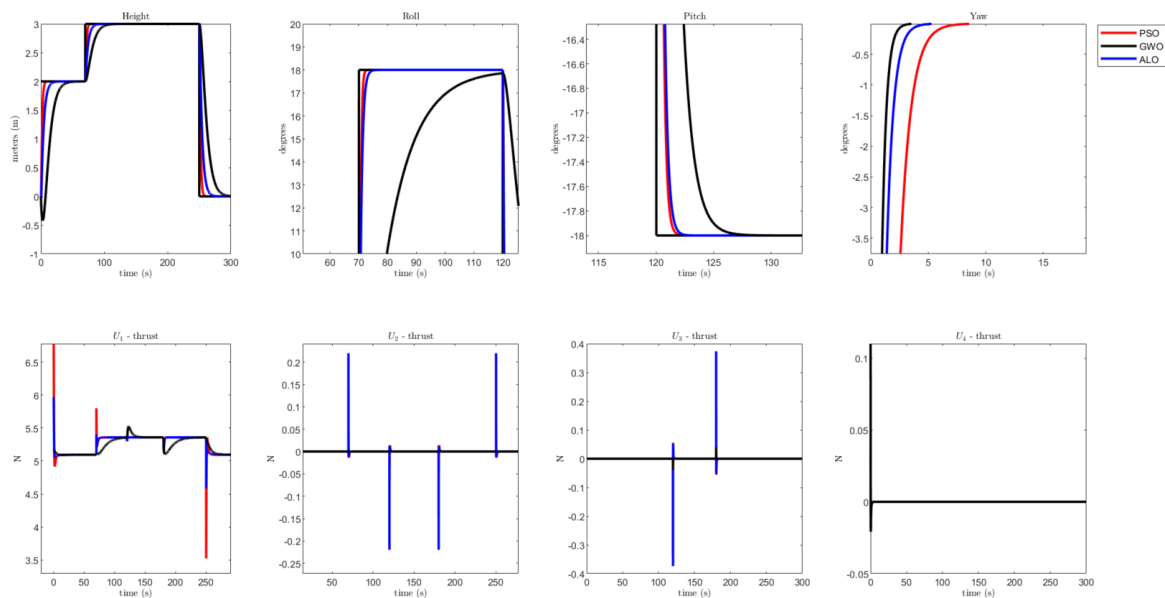 Height
Roll
Pitch
Yaw
3
2.5
2
1.5
1
0.5
0
-0.5
-1
meters (m)
0 100 200 300
time (s)
20
19
18
17
16
15
14
13
12
11
10
degrees
50 60 70 80 90 100 110 120
time (s)
-16.4
-16.6
-16.8
-17
-17.2
-17.4
-17.6
-17.8
-18
degrees
115 120 125 130
time (s)
-0.5
-1
-1.5
-2
-2.5
-3
-3.5
degrees
0 5 10 15
time (s)
PSO
GWO
ALO
U1 - thrust
U2 - thrust
U3 - thrust
U4 - thrust
6.5
6
5.5
5
4.5
4
3.5
N
0 50 100 150 200 250
time (s)
0.2
0.15
0.1
0.05
0
-0.05
-0.1
-0.15
-0.2
-0.25
N
50 100 150 200 250
time (s)
0.4
0.3
0.2
0.1
0
-0.1
-0.2
-0.3
-0.4
N
0 50 100 150 200 250 300
time (s)
0.1
0.05
0
-0.05
N
0 50 100 150 200 250 300
time (s)